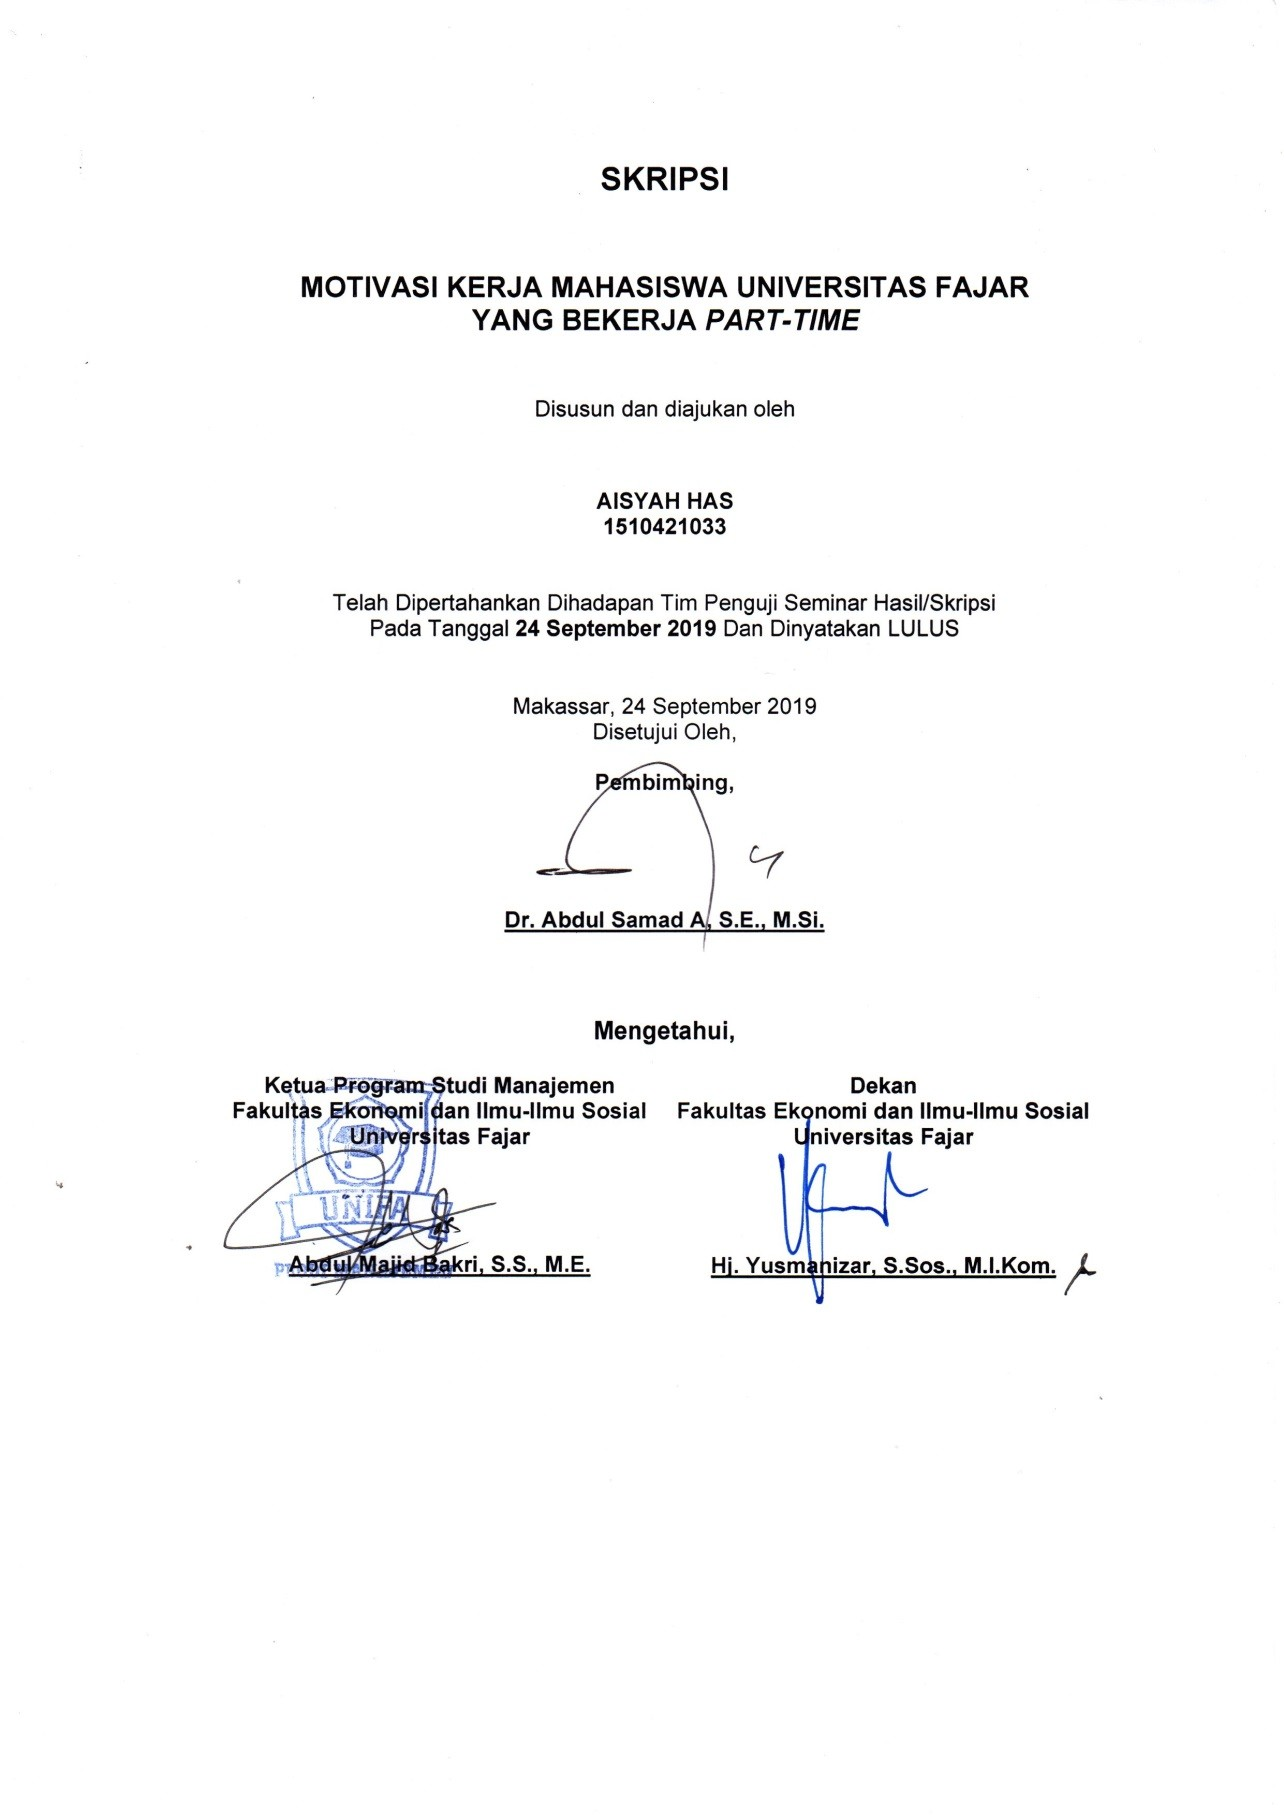 SKRIPSI
MOTIVASI KERJA MAHASISWA UNIVERSITAS FAJAR
YANG BEKERJA PART-TIME
Disusun dan diajukan oleh
AISYAH HAS
1510421033
Telah Dipertahankan Dihadapan Tim Penguji Seminar Hasil/Skripsi
Pada Tanggal 24 September 2019 Dan Dinyatakan LULUS
Makassar, 24 September 2019
Disetujui Oleh,
Pembimbing,
Dr. Abdul Samad A, S.E., M.Si.
Mengetahui,
Ketua Program Studi Manajemen
Fakultas Ekonomi dan Ilmu-Ilmu Sosial
Universitas Fajar
UNIFA
Abdul Majid Bakri, S.S., M.E.
Dekan
Fakultas Ekonomi dan Ilmu-Ilmu Sosial
Universitas Fajar
Hj. Yusmanizar, S.Sos., M.I.Kom.